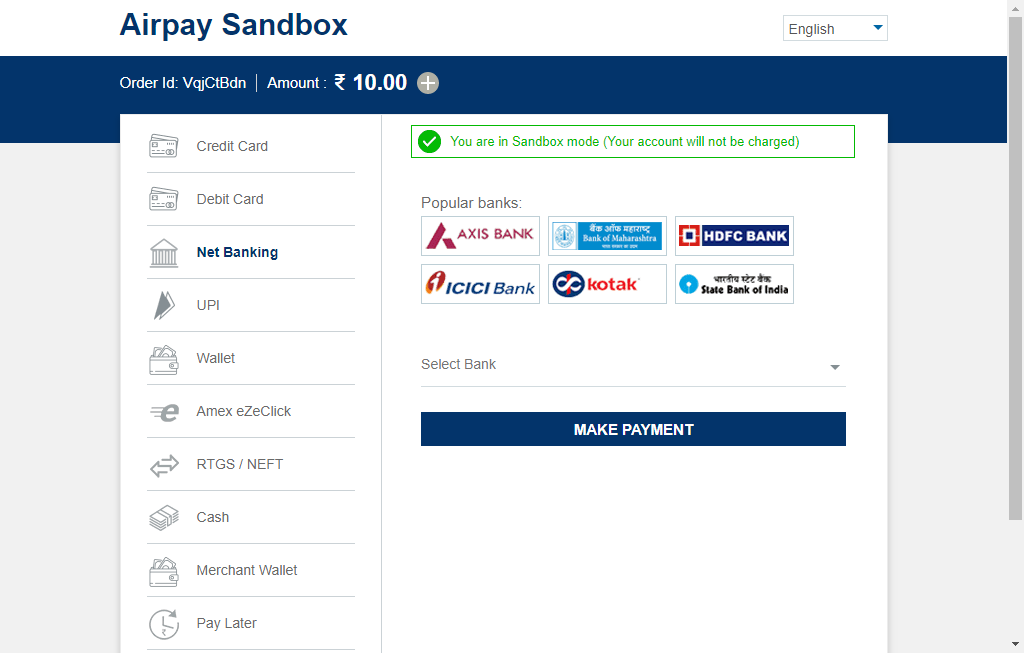 Airpay Sandbox
English
Order Id: VqjCtBdn | Amount : ₹ 10.00
Credit Card
Debit Card
Net Banking
UPI
Wallet
Amex eZeClick
RTGS / NEFT
Cash
Merchant Wallet
Pay Later
You are in Sandbox mode (Your account will not be charged)
Popular banks:
AXIS BANK
बैंक ऑफ महाराष्ट्र
Bank of Maharashtra
HDFC BANK
ICICI Bank
kotak
भारतीय स्टेट बैंक
State Bank of India
Select Bank
MAKE PAYMENT